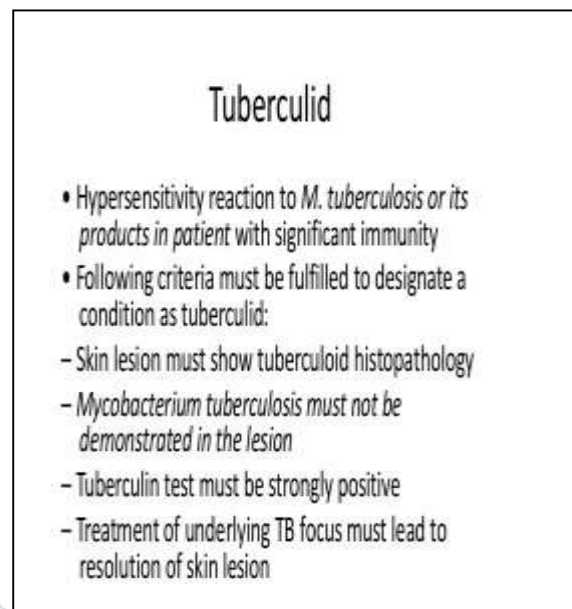 Tuberculid
• Hypersensitivity reaction to M. tuberculosis or its
products in patient with significant immunity
• Following criteria must be fulfilled to designate a
condition as tuberculid:
– Skin lesion must show tuberculoid histopathology
– Mycobacterium tuberculosis must not be
demonstrated in the lesion
– Tuberculin test must be strongly positive
– Treatment of underlying TB focus must lead to
resolution of skin lesion